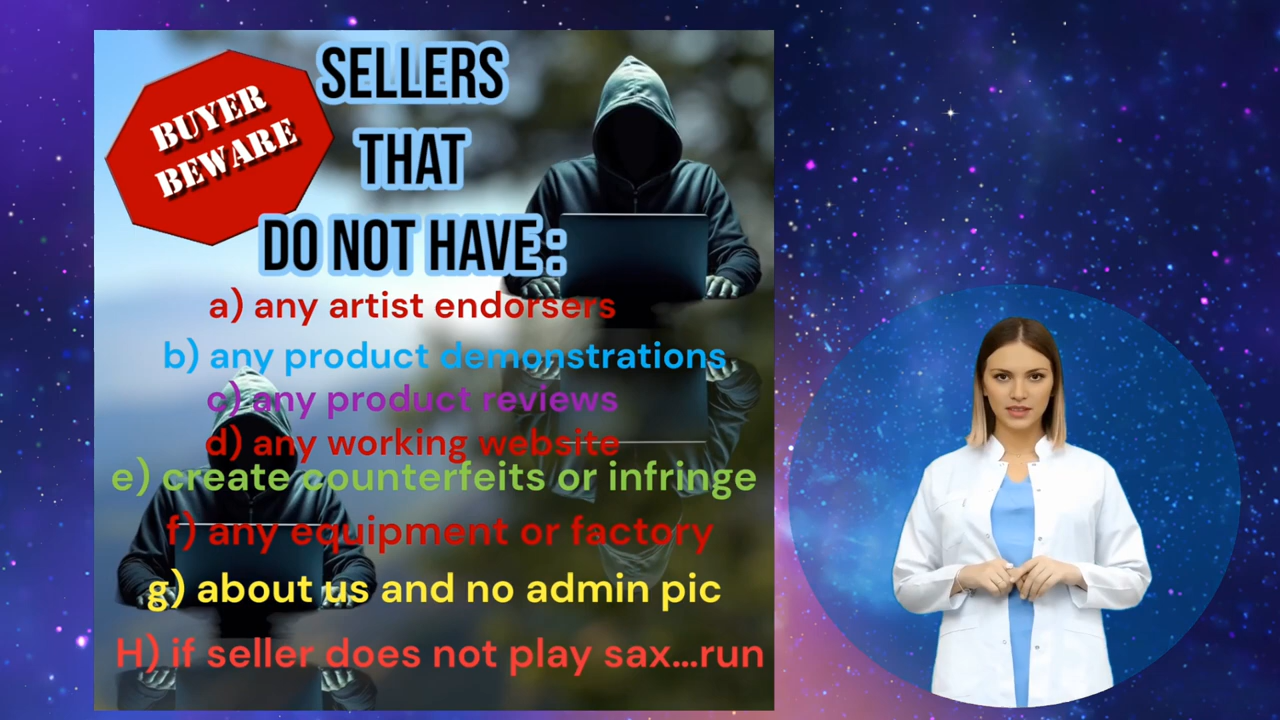 BUYER
BEWARE
SELLERS
THAT
DO NOT HAVE:
a) any artist endorsers
b) any product demonstrations
c) any product reviews
d) any working website
e) create counterfeits or infringe
f) any equipment or factory
g) about us and no admin pic
H) if seller does not play sax...run